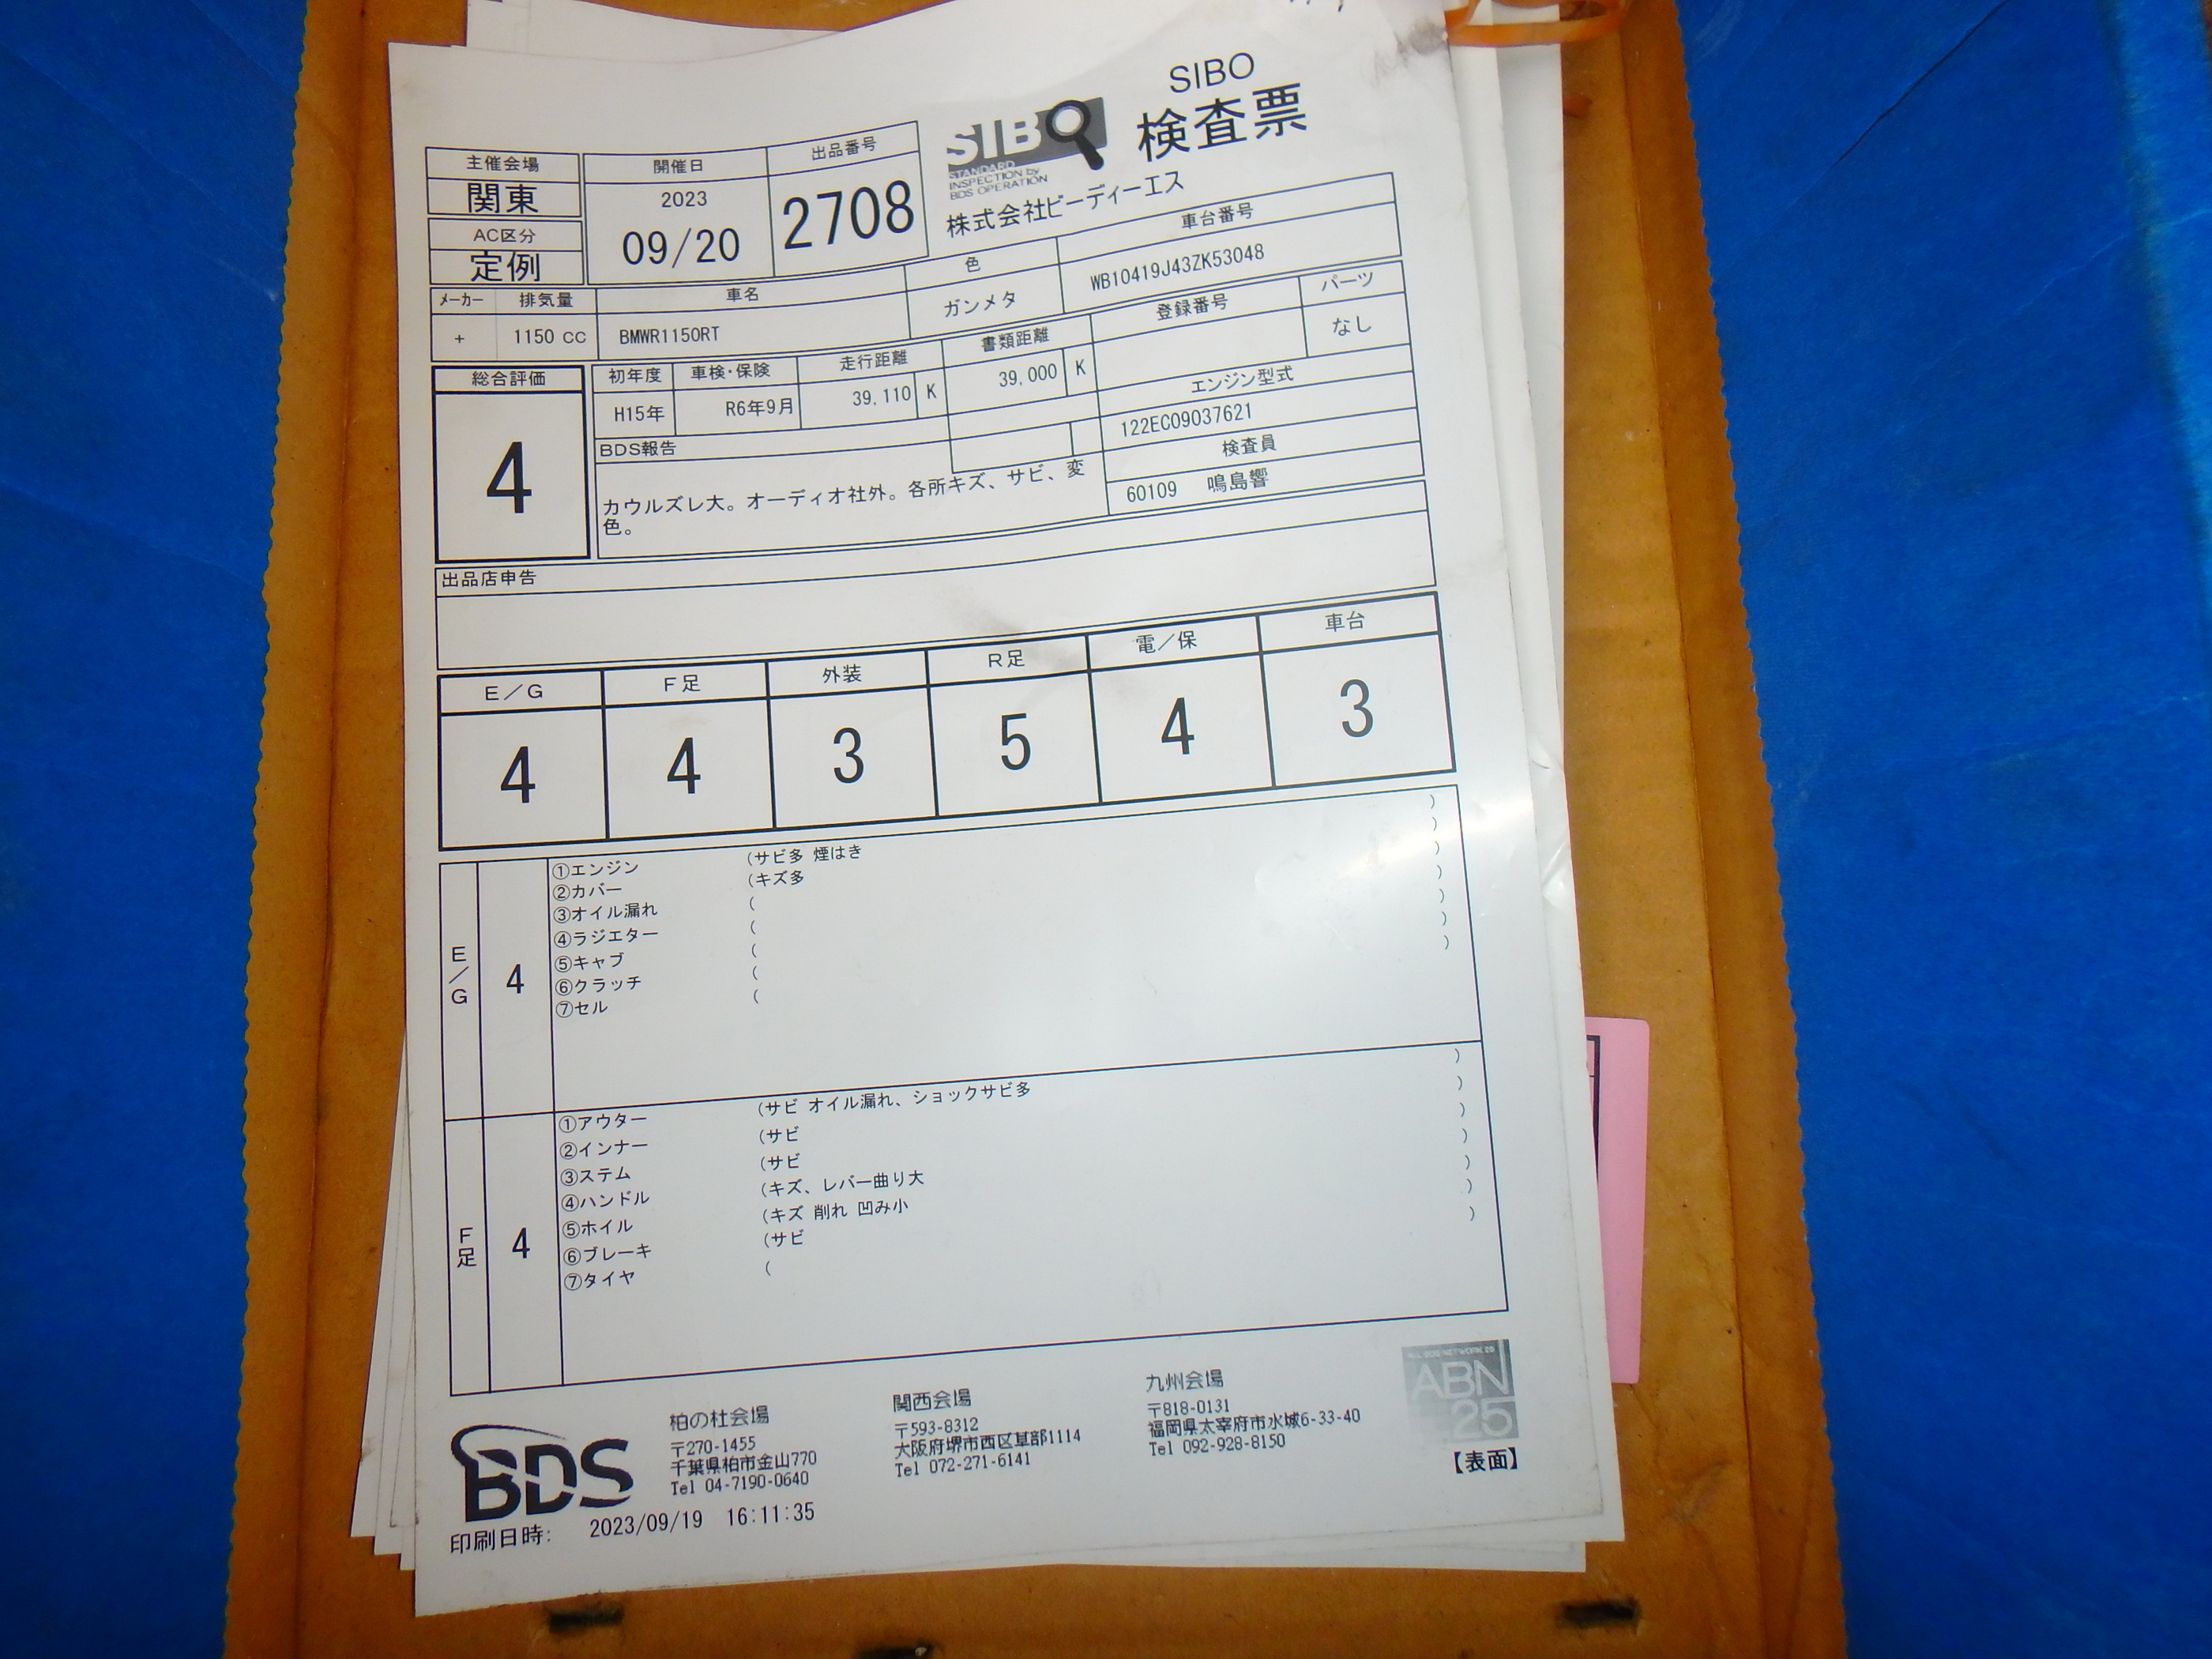 SIBO
検査票
SIBO
STANDARD
INSPECTION by
BDS OPERATION
株式会社ビーディーエス
主催会場
関東
AC区分
定例
開催日
2023
09/20
出品番号
2708
メーカー 排気量 車名 色 車台番号
+ 1150 CC BMWR1150RT ガンメタ WB10419J43ZK53048
総合評価
4
初年度 車検・保険 走行距離 書類距離 登録番号 パーツ
H15年 R6年9月 39,110 K 39,000 K なし
エンジン型式
122EC09037621
検査員
60109 鳴島響
BDS報告
カウルズレ大。オーディオ社外。各所キズ、サビ、変
色。
出品店申告
E/G F足 外装 R足 電/保 車台
4 4 3 5 4 3
E/G 4
①エンジン (サビ多 煙はき )
②カバー (キズ多 )
③オイル漏れ ( )
④ラジエター ( )
⑤キャブ ( )
⑥クラッチ ( )
⑦セル ( )
F足 4
①アウター (サビ オイル漏れ、ショックサビ多 )
②インナー (サビ )
③ステム (サビ )
④ハンドル (キズ、レバー曲り大 )
⑤ホイル (キズ 削れ 凹み小 )
⑥ブレーキ (サビ )
⑦タイヤ ( )
BDS
柏の杜会場
〒270-1455
千葉県柏市金山770
Tel 04-7190-0640
関西会場
〒593-8312
大阪府堺市西区草部1114
Tel 072-271-6141
九州会場
〒818-0131
福岡県太宰府市水城6-33-40
Tel 092-928-8150
ALL BDS NETWORK 25
ABN
25
【表面】
印刷日時: 2023/09/19 16:11:35